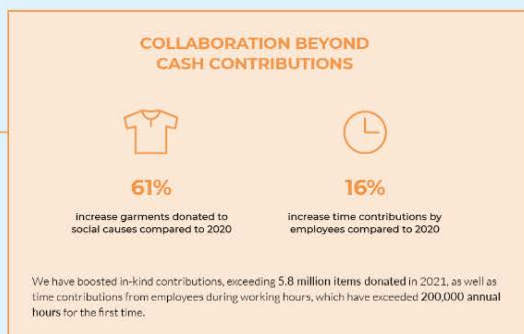 COLLABORATION BEYOND
CASH CONTRIBUTIONS
61%
increase garments donated to
social causes compared to 2020
16%
increase time contributions by
employees compared to 2020
We have boosted in-kind contributions, exceeding 5.8 million items donated in 2021, as well as
time contributions from employees during working hours, which have exceeded 200,000 annual
hours for the first time.